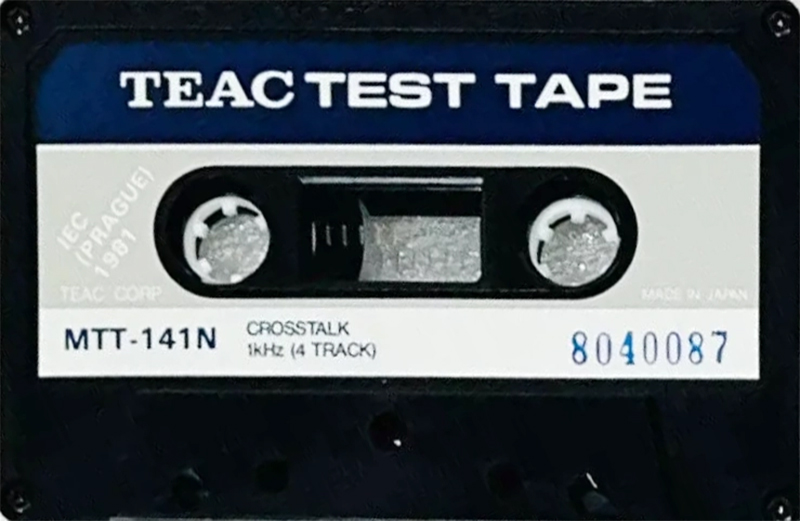 TEAC TEST TAPE
IEC
(PRAGUE)
1981
TEAC CORP.
MADE IN JAPAN
MTT-141N
CROSSTALK
1kHz (4 TRACK)
8040087